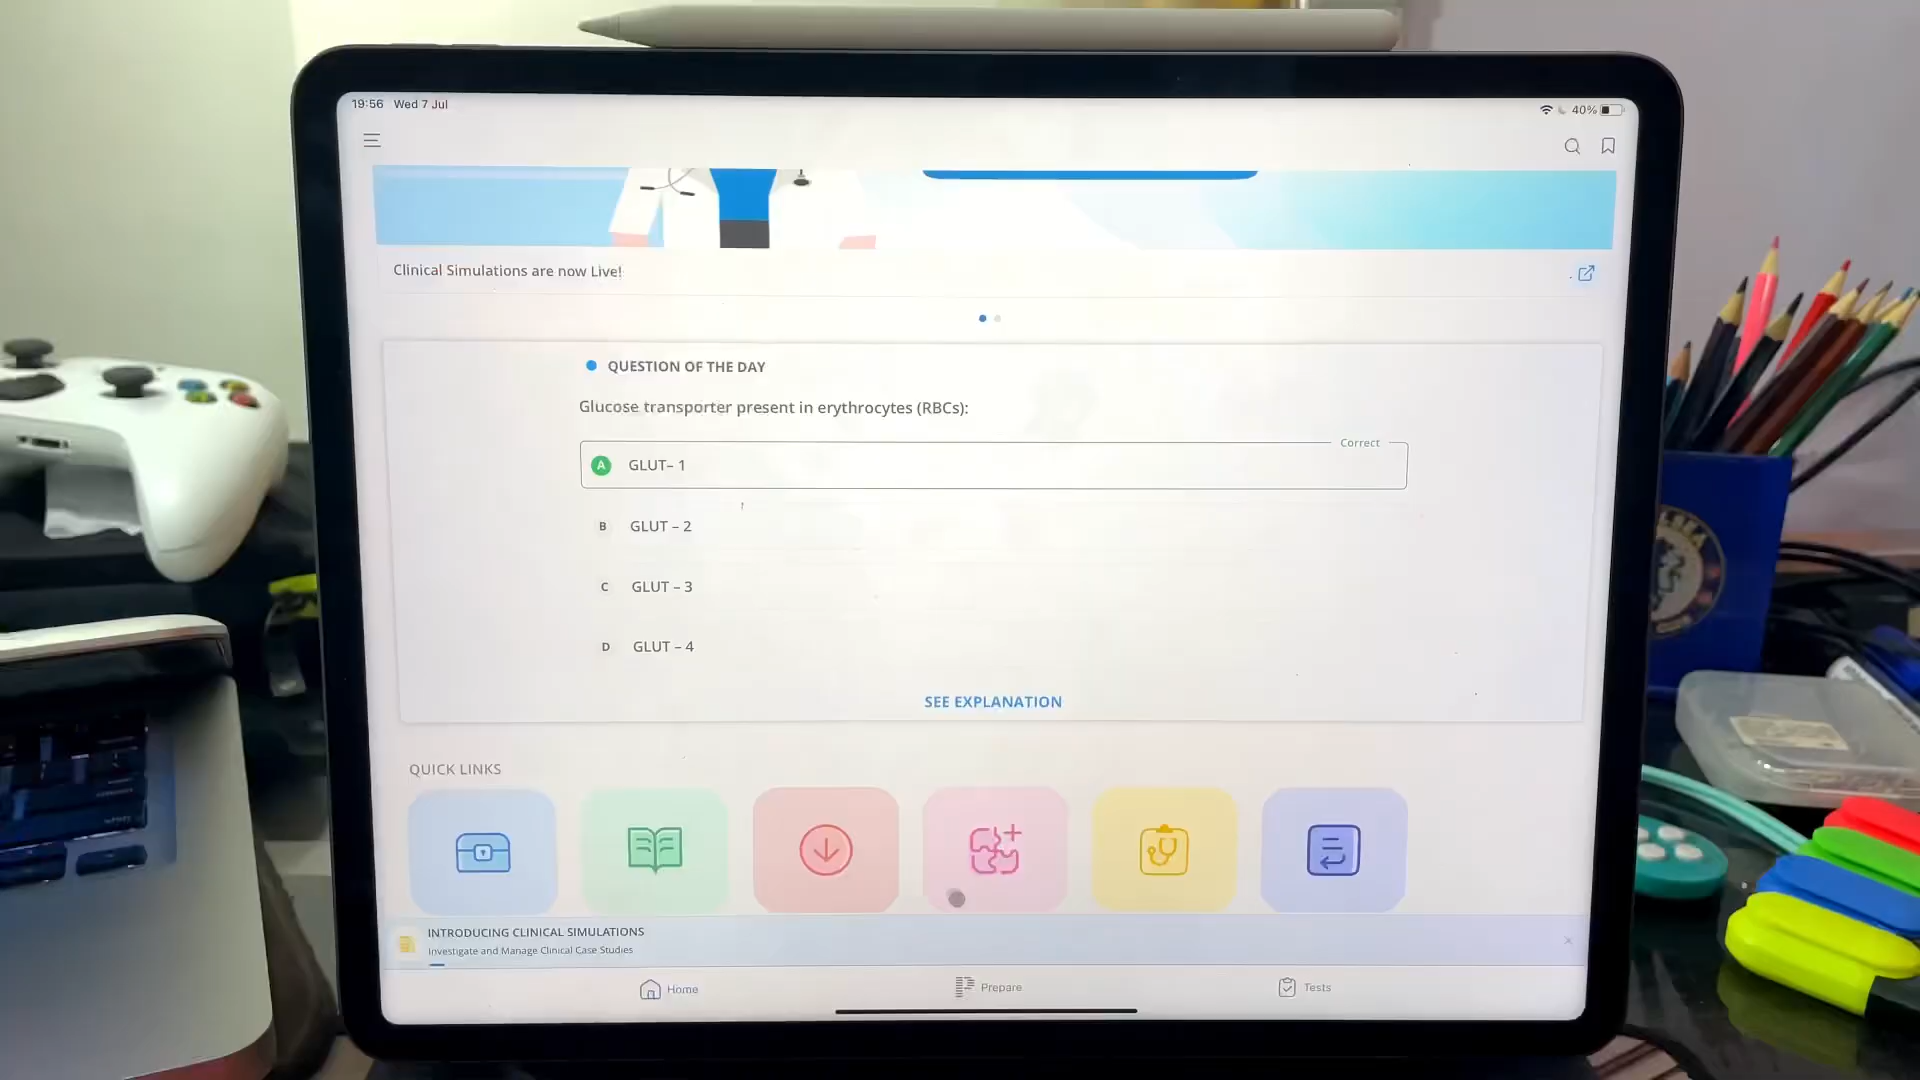 19:56 Wed 7 Jul
40%
Clinical Simulations are now Live!
QUESTION OF THE DAY
Glucose transporter present in erythrocytes (RBCs):
Correct
A GLUT– 1
B GLUT – 2
C GLUT – 3
D GLUT – 4
SEE EXPLANATION
QUICK LINKS
INTRODUCING CLINICAL SIMULATIONS
Investigate and Manage Clinical Case Studies
Home
Prepare
Tests